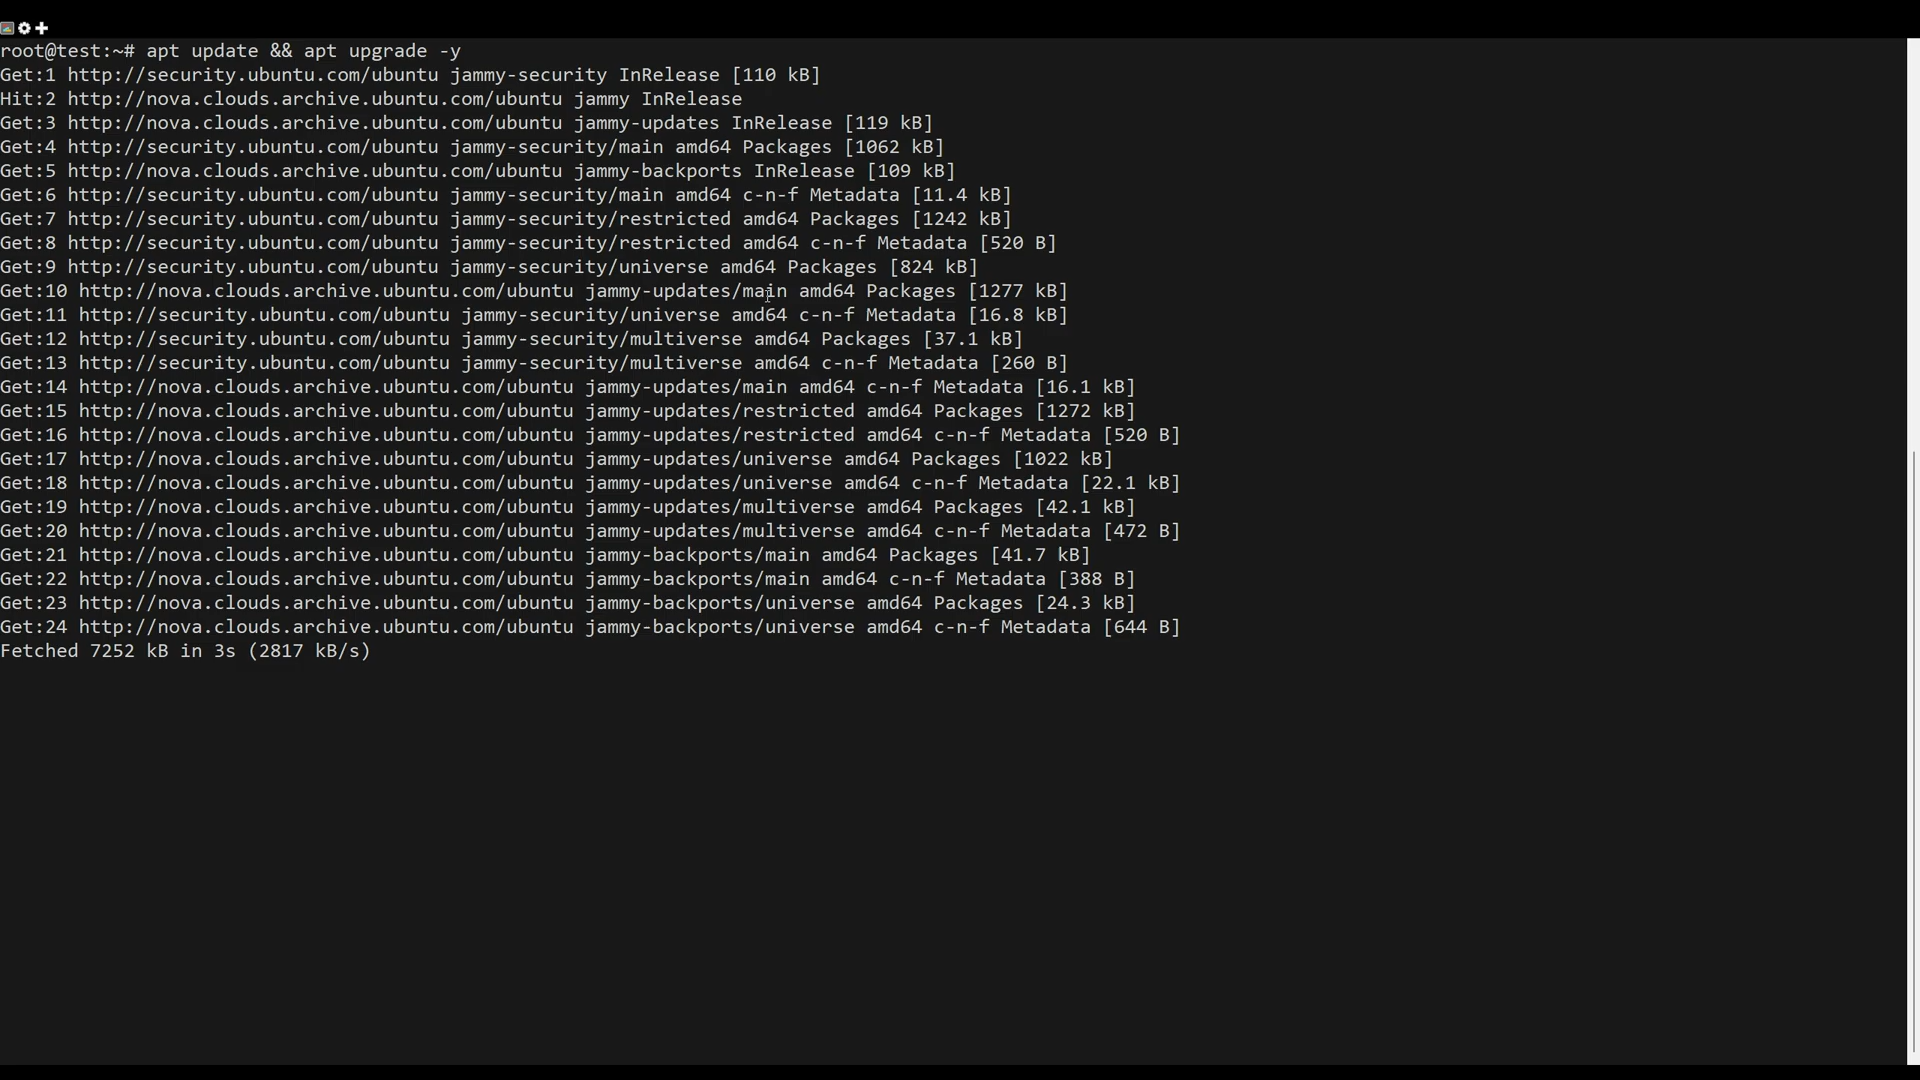 root@test:~# apt update && apt upgrade -y
Get:1 http://security.ubuntu.com/ubuntu jammy-security InRelease [110 kB]
Hit:2 http://nova.clouds.archive.ubuntu.com/ubuntu jammy InRelease
Get:3 http://nova.clouds.archive.ubuntu.com/ubuntu jammy-updates InRelease [119 kB]
Get:4 http://security.ubuntu.com/ubuntu jammy-security/main amd64 Packages [1062 kB]
Get:5 http://nova.clouds.archive.ubuntu.com/ubuntu jammy-backports InRelease [109 kB]
Get:6 http://security.ubuntu.com/ubuntu jammy-security/main amd64 c-n-f Metadata [11.4 kB]
Get:7 http://security.ubuntu.com/ubuntu jammy-security/restricted amd64 Packages [1242 kB]
Get:8 http://security.ubuntu.com/ubuntu jammy-security/restricted amd64 c-n-f Metadata [520 B]
Get:9 http://security.ubuntu.com/ubuntu jammy-security/universe amd64 Packages [824 kB]
Get:10 http://nova.clouds.archive.ubuntu.com/ubuntu jammy-updates/main amd64 Packages [1277 kB]
Get:11 http://security.ubuntu.com/ubuntu jammy-security/universe amd64 c-n-f Metadata [16.8 kB]
Get:12 http://security.ubuntu.com/ubuntu jammy-security/multiverse amd64 Packages [37.1 kB]
Get:13 http://security.ubuntu.com/ubuntu jammy-security/multiverse amd64 c-n-f Metadata [260 B]
Get:14 http://nova.clouds.archive.ubuntu.com/ubuntu jammy-updates/main amd64 c-n-f Metadata [16.1 kB]
Get:15 http://nova.clouds.archive.ubuntu.com/ubuntu jammy-updates/restricted amd64 Packages [1272 kB]
Get:16 http://nova.clouds.archive.ubuntu.com/ubuntu jammy-updates/restricted amd64 c-n-f Metadata [520 B]
Get:17 http://nova.clouds.archive.ubuntu.com/ubuntu jammy-updates/universe amd64 Packages [1022 kB]
Get:18 http://nova.clouds.archive.ubuntu.com/ubuntu jammy-updates/universe amd64 c-n-f Metadata [22.1 kB]
Get:19 http://nova.clouds.archive.ubuntu.com/ubuntu jammy-updates/multiverse amd64 Packages [42.1 kB]
Get:20 http://nova.clouds.archive.ubuntu.com/ubuntu jammy-updates/multiverse amd64 c-n-f Metadata [472 B]
Get:21 http://nova.clouds.archive.ubuntu.com/ubuntu jammy-backports/main amd64 Packages [41.7 kB]
Get:22 http://nova.clouds.archive.ubuntu.com/ubuntu jammy-backports/main amd64 c-n-f Metadata [388 B]
Get:23 http://nova.clouds.archive.ubuntu.com/ubuntu jammy-backports/universe amd64 Packages [24.3 kB]
Get:24 http://nova.clouds.archive.ubuntu.com/ubuntu jammy-backports/universe amd64 c-n-f Metadata [644 B]
Fetched 7252 kB in 3s (2817 kB/s)